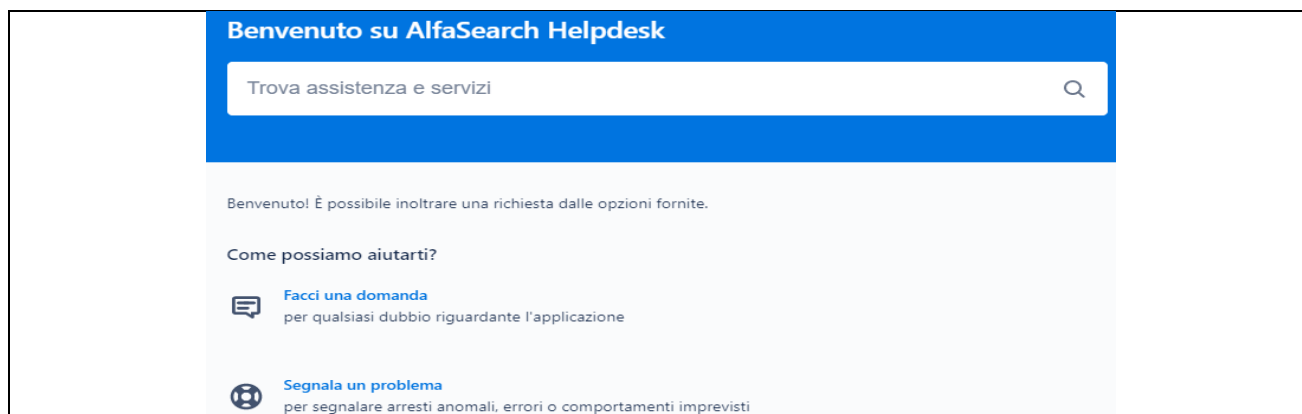 Benvenuto su AlfaSearch Helpdesk
Trova assistenza e servizi
Benvenuto! È possibile inoltrare una richiesta dalle opzioni fornite.
Come possiamo aiutarti?
Facci una domanda
per qualsiasi dubbio riguardante l'applicazione
Segnala un problema
per segnalare arresti anomali, errori o comportamenti imprevisti